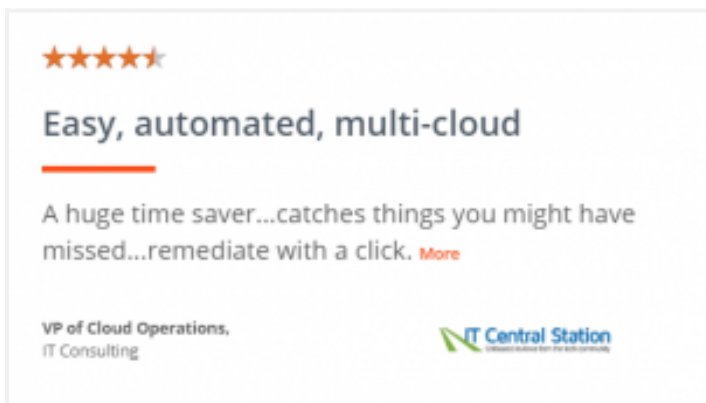 Easy, automated, multi-cloud
A huge time saver...catches things you might have
missed...remediate with a click. More
VP of Cloud Operations,
IT Consulting
IT Central Station